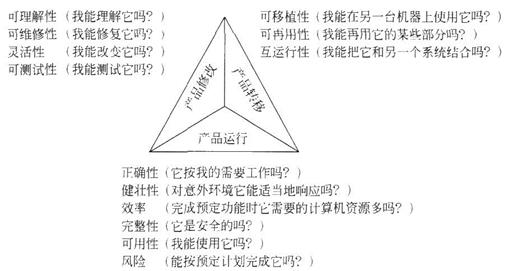 可理解性（我能理解它吗？）
可维修性（我能修复它吗？）
灵活性（我能改变它吗？）
可测试性（我能测试它吗？）
可移植性（我能在另一台机器上使用它吗？）
可再用性（我能再用它的某些部分吗？）
互运行性（我能把它和另一个系统结合吗？）
产品修改
产品转移
产品运行
正确性（它按我的需要工作吗？）
健壮性（对意外环境它能适当地响应吗？）
效率（完成预定功能时它需要的计算机资源多吗？）
完整性（它是安全的吗？）
可用性（我能使用它吗？）
风险（能按预定计划完成它吗？）